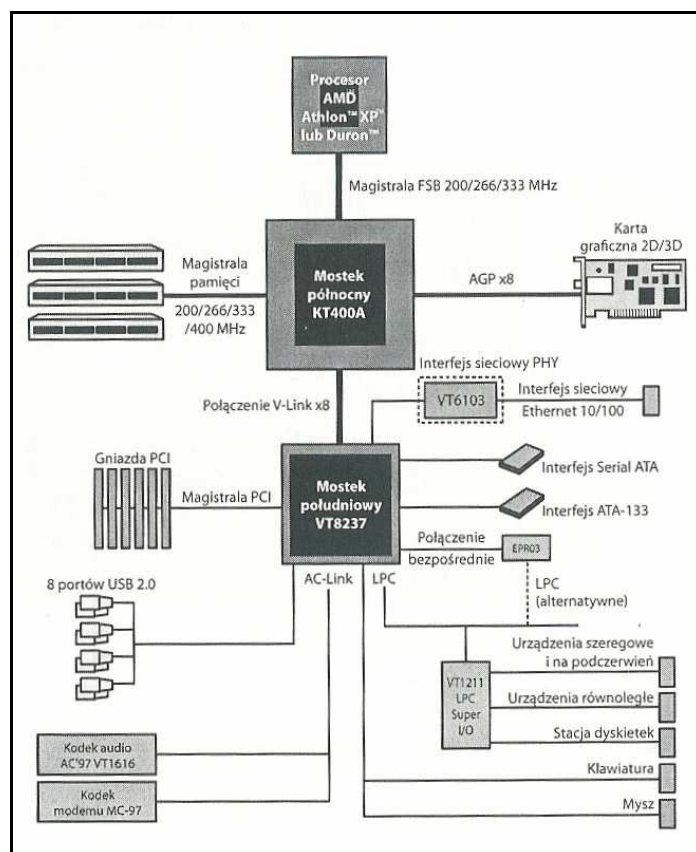 Procesor
AMD
Athlon™ XP™
lub Duron™
Magistrala FSB 200/266/333 MHz
Karta
graficzna 2D/3D
Magistrala
pamięci
200/266/333
/400 MHz
Mostek
północny
KT400A
AGP x8
Interfejs sieciowy PHY
Połączenie V-Link x8
VT6103
Interfejs sieciowy
Ethernet 10/100
Gniazda PCI
Magistrala PCI
Mostek
południowy
VT8237
Interfejs Serial ATA
Interfejs ATA-133
Połączenie
bezpośrednie
EPR03
8 portów USB 2.0
AC-Link
LPC
LPC
(alternatywne)
Urządzenia szeregowe
i na podczerwień
VT1211
LPC
Super
I/O
Urządzenia równoległe
Stacja dyskietek
Kodek audio
AC'97 VT1616
Klawiatura
Kodek
modemu MC-97
Mysz